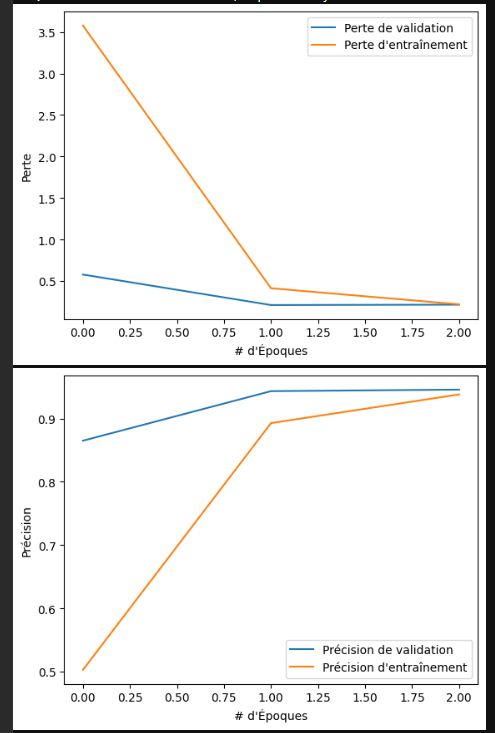 Perte de validation
Perte d'entraînement
3.5
3.0
2.5
2.0
1.5
1.0
0.5
Perte
0.00 0.25 0.50 0.75 1.00 1.25 1.50 1.75 2.00
# d'Époques
0.9
0.8
0.7
0.6
0.5
Précision
Précision de validation
Précision d'entraînement
0.00 0.25 0.50 0.75 1.00 1.25 1.50 1.75 2.00
# d'Époques